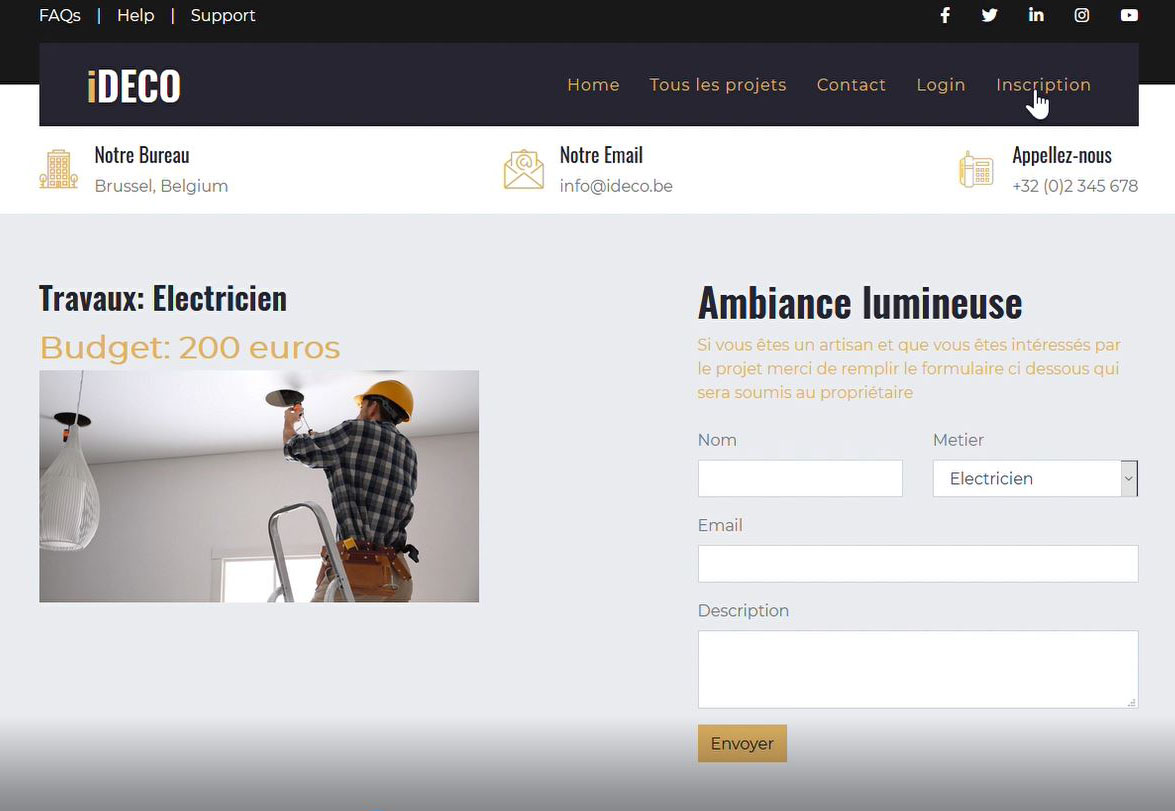 FAQs | Help | Support
iDECO
Home Tous les projets Contact Login Inscription
Notre Bureau
Brussel, Belgium
Notre Email
info@ideco.be
Appellez-nous
+32 (0)2 345 678
Travaux: Electricien
Budget: 200 euros
Ambiance lumineuse
Si vous êtes un artisan et que vous êtes intéressés par
le projet merci de remplir le formulaire ci dessous qui
sera soumis au propriétaire
Nom
Metier
Electricien
Email
Description
Envoyer